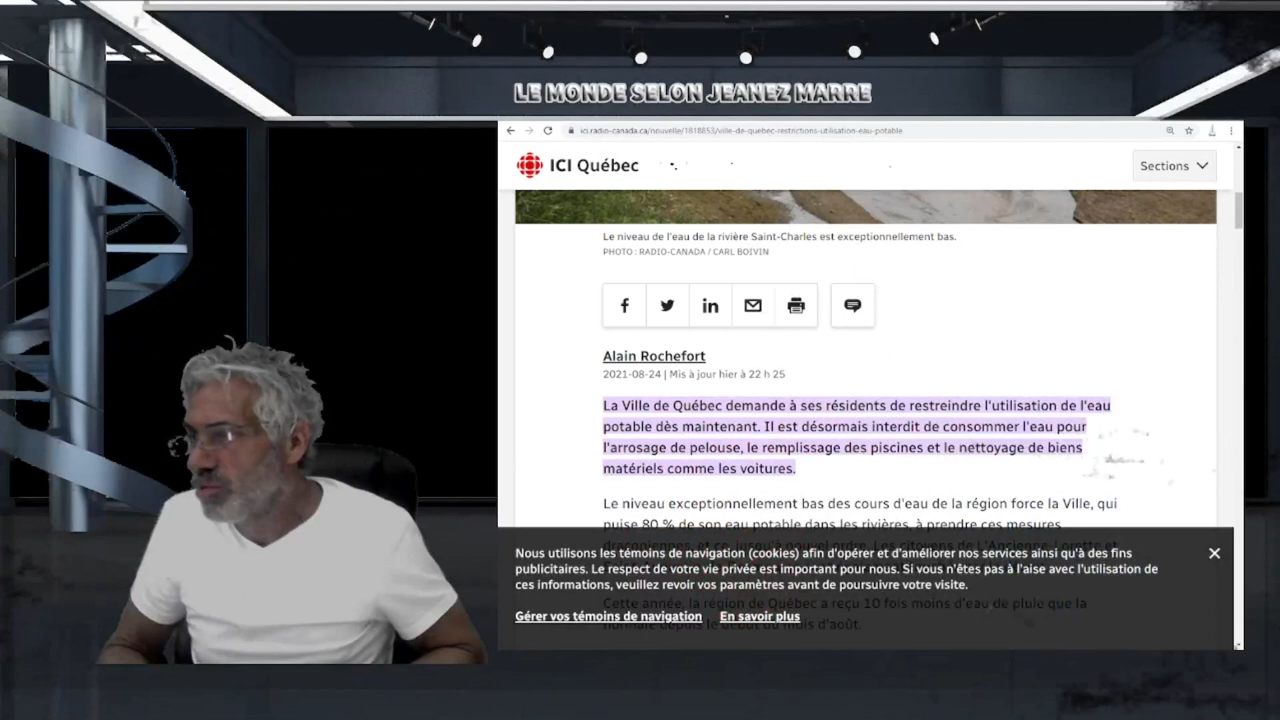 LE MONDE SELON JEANEZ MARRE
ici.radio-canada.ca/nouvelle/1818853/ville-de-quebec-restrictions-utilisation-eau-potable
ICI Québec
Sections
Le niveau de l'eau de la rivière Saint-Charles est exceptionnellement bas.
PHOTO : RADIO-CANADA / CARL BOIVIN
Alain Rochefort
2021-08-24 | Mis à jour hier à 22 h 25
La Ville de Québec demande à ses résidents de restreindre l'utilisation de l'eau
potable dès maintenant. Il est désormais interdit de consommer l'eau pour
l'arrosage de pelouse, le remplissage des piscines et le nettoyage de biens
matériels comme les voitures.
Le niveau exceptionnellement bas des cours d'eau de la région force la Ville, qui
puise 80 % de son eau potable dans les rivières, à prendre ces mesures
Nous utilisons les témoins de navigation (cookies) afin d'opérer et d'améliorer nos services ainsi qu'à des fins
publicitaires. Le respect de votre vie privée est important pour nous. Si vous n'êtes pas à l'aise avec l'utilisation de
ces informations, veuillez revoir vos paramètres avant de poursuivre votre visite.
Cette année, la région de Québec a reçu 10 fois moins d'eau de pluie que la
Gérer vos témoins de navigation En savoir plus
mois d'août.